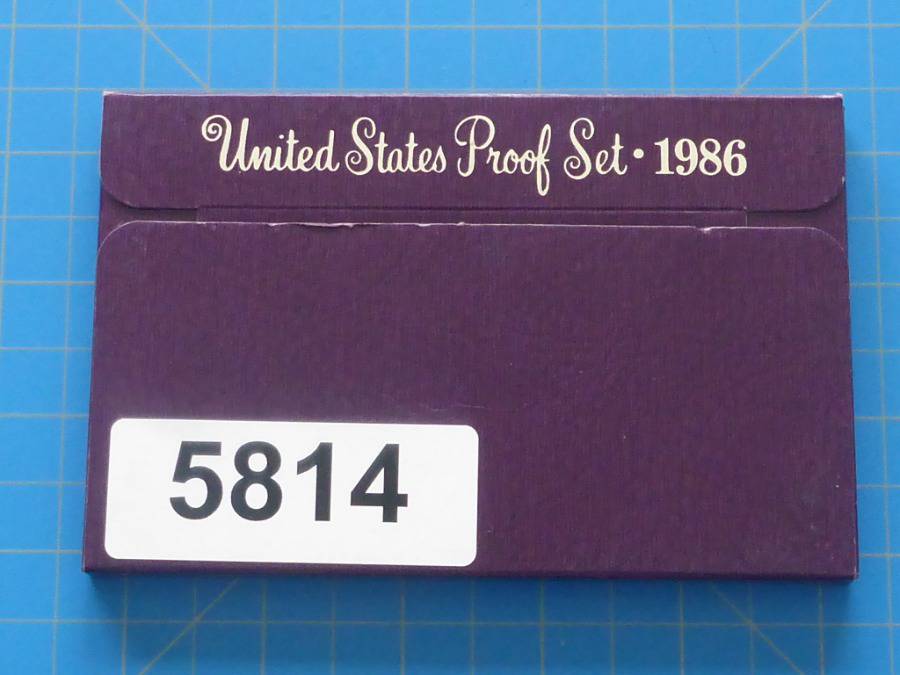 United States Proof Set • 1986
5814